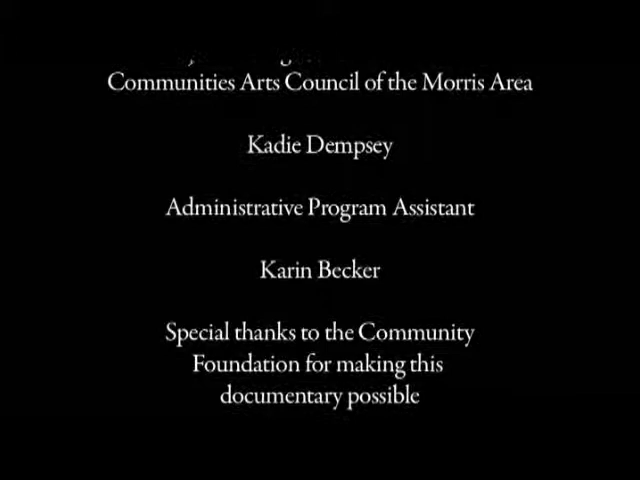 Communities Arts Council of the Morris Area
Kadie Dempsey
Administrative Program Assistant
Karin Becker
Special thanks to the Community
Foundation for making this
documentary possible